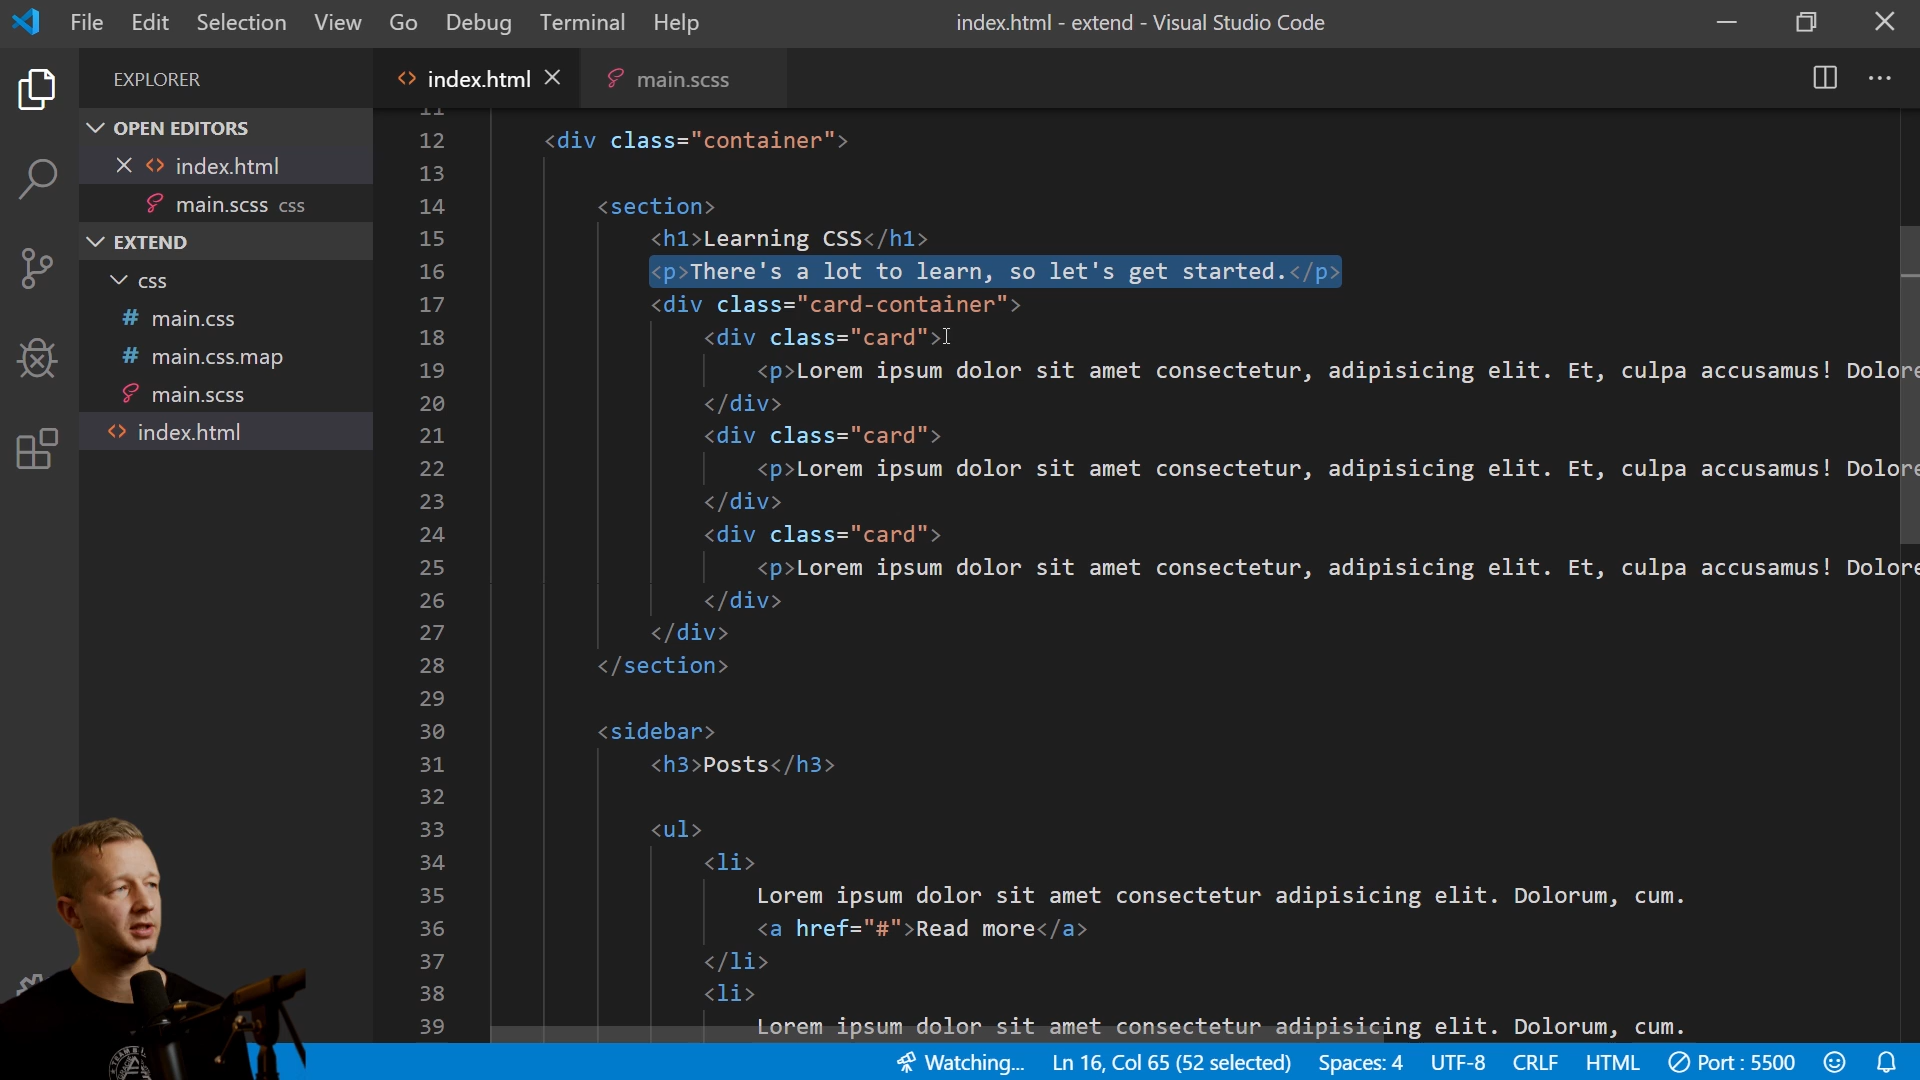 File Edit Selection View Go Debug Terminal Help index.html - extend - Visual Studio Code
EXPLORER
index.html
main.scss
OPEN EDITORS
index.html
main.scss css
EXTEND
css
main.css
main.css.map
main.scss
index.html
11
12 <div class="container">
13
14 <section>
15 <h1>Learning CSS</h1>
16 <p>There's a lot to learn, so let's get started.</p>
17 <div class="card-container">
18 <div class="card">
19 <p>Lorem ipsum dolor sit amet consectetur, adipisicing elit. Et, culpa accusamus! Dolore
20 </div>
21 <div class="card">
22 <p>Lorem ipsum dolor sit amet consectetur, adipisicing elit. Et, culpa accusamus! Dolore
23 </div>
24 <div class="card">
25 <p>Lorem ipsum dolor sit amet consectetur, adipisicing elit. Et, culpa accusamus! Dolore
26 </div>
27 </div>
28 </section>
29
30 <sidebar>
31 <h3>Posts</h3>
32
33 <ul>
34 <li>
35 Lorem ipsum dolor sit amet consectetur adipisicing elit. Dolorum, cum.
36 <a href="#">Read more</a>
37 </li>
38 <li>
39 Lorem ipsum dolor sit amet consectetur adipisicing elit. Dolorum, cum.
Watching... Ln 16, Col 65 (52 selected) Spaces: 4 UTF-8 CRLF HTML Port : 5500